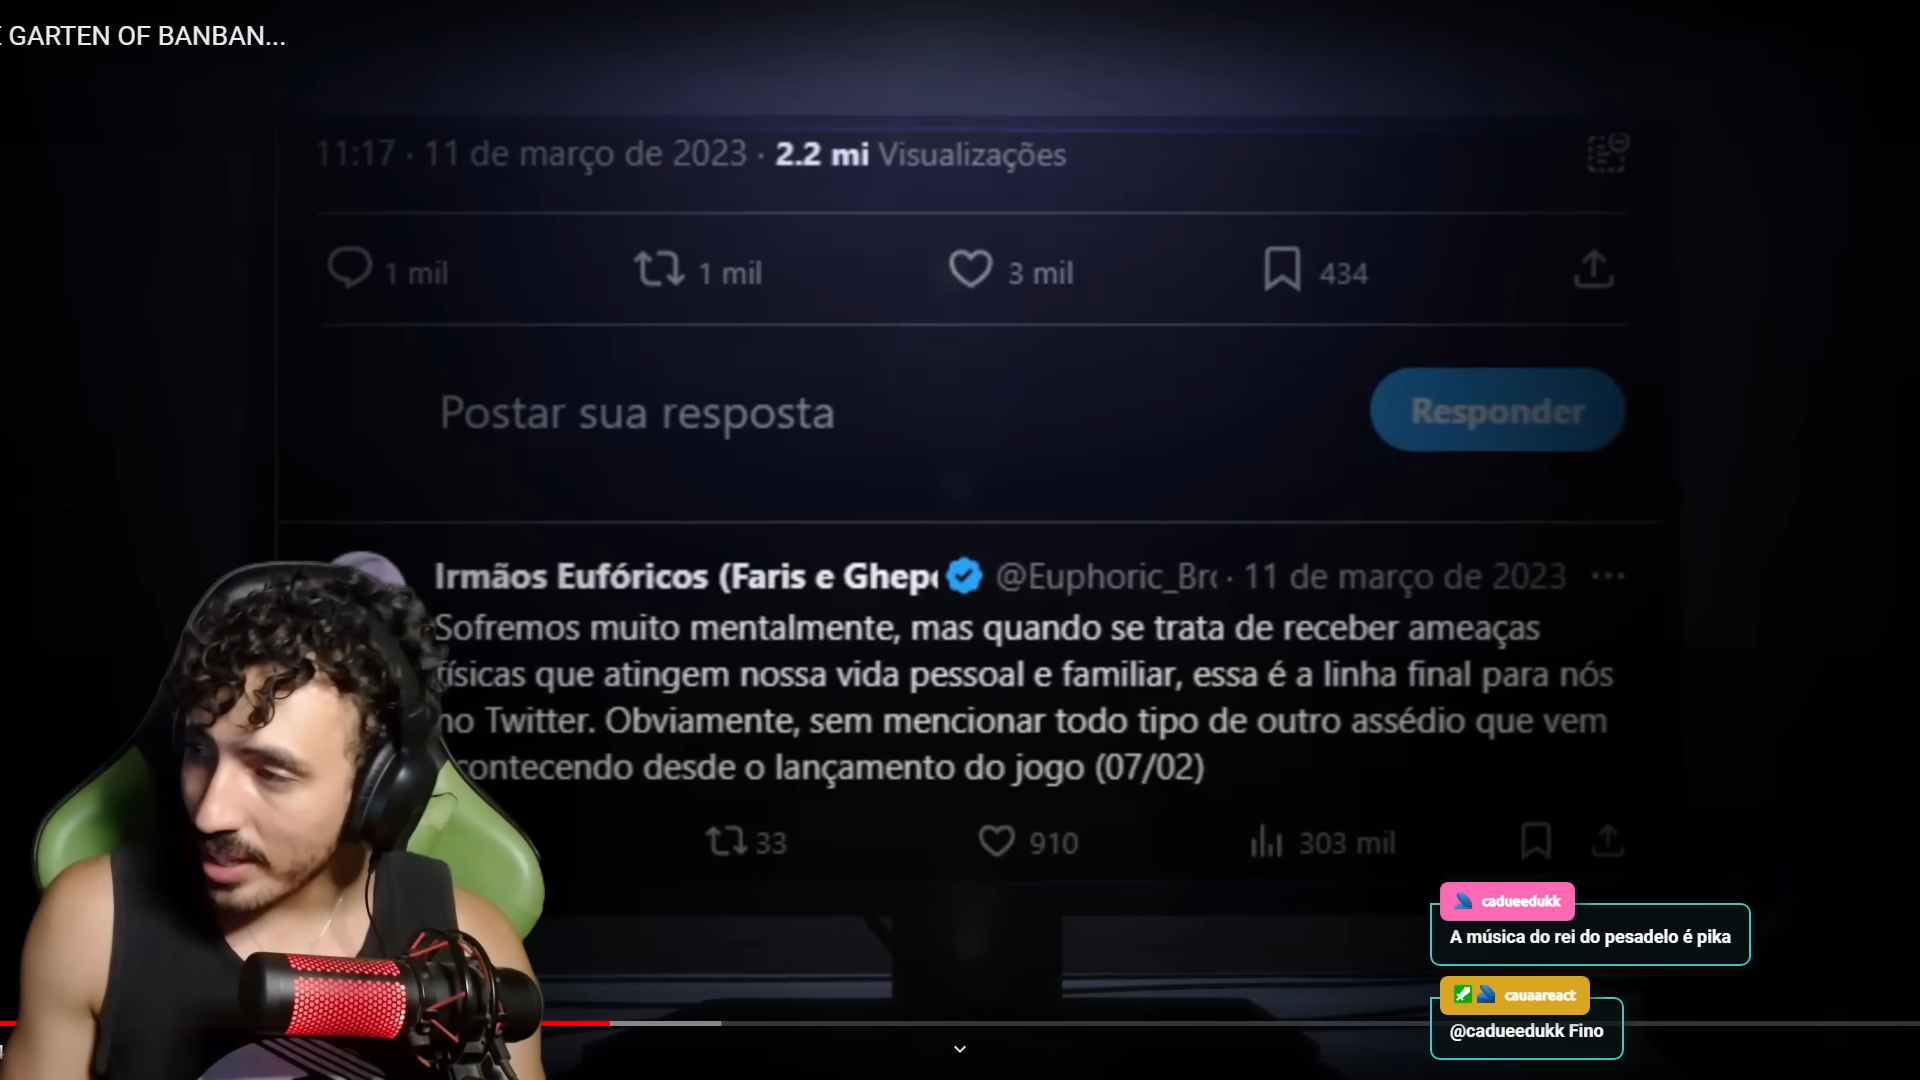 GARTEN OF BANBAN...
11:17 · 11 de março de 2023 · 2.2 mi Visualizações
1 mil
1 mil
3 mil
434
Postar sua resposta
Responder
Irmãos Eufóricos (Faris e Ghep @Euphoric_Br · 11 de março de 2023
Sofremos muito mentalmente, mas quando se trata de receber ameaças
físicas que atingem nossa vida pessoal e familiar, essa é a linha final para nós
no Twitter. Obviamente, sem mencionar todo tipo de outro assédio que vem
contecendo desde o lançamento do jogo (07/02)
33
910
303 mil
cadueedukk
A música do rei do pesadelo é pika
cauaareact
@cadueedukk Fino